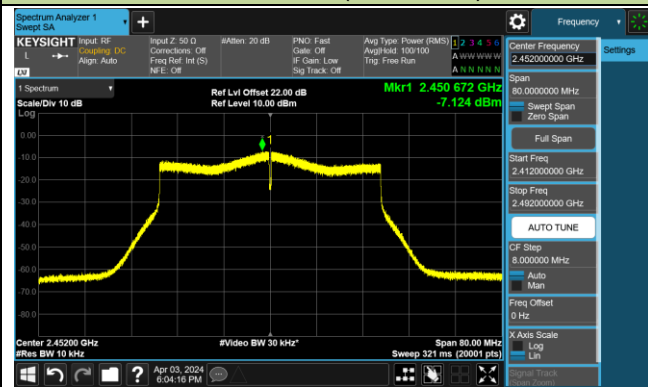 Spectrum Analyzer 1
Swept SA
Frequency
KEYSIGHT
Input: RF
Coupling: DC
Align: Auto
Input Z: 50 Ω
Corrections: Off
Freq Ref: Int (S)
NFE: Off
#Atten: 20 dB
PNO: Fast
Gate: Off
IF Gain: Low
Sig Track: Off
Avg Type: Power (RMS)
Avg|Hold: 100/100
Trig: Free Run
1 2 3 4 5 6
A W W W W W
A N N N N N
L
LXI
1 Spectrum
Scale/Div 10 dB
Log
Ref Lvl Offset 22.00 dB
Ref Level 10.00 dBm
Mkr1 2.450 672 GHz
-7.124 dBm
1
0.00
-10.0
-20.0
-30.0
-40.0
-50.0
-60.0
-70.0
-80.0
Center 2.45200 GHz
#Res BW 10 kHz
#Video BW 30 kHz*
Span 80.00 MHz
Sweep 321 ms (20001 pts)
Apr 03, 2024
6:04:16 PM
Center Frequency
2.452000000 GHz
Settings
Span
80.0000000 MHz
Swept Span
Zero Span
Full Span
Start Freq
2.412000000 GHz
Stop Freq
2.492000000 GHz
AUTO TUNE
CF Step
8.000000 MHz
Auto
Man
Freq Offset
0 Hz
X Axis Scale
Log
Lin
Signal Track
(Span Zoom)